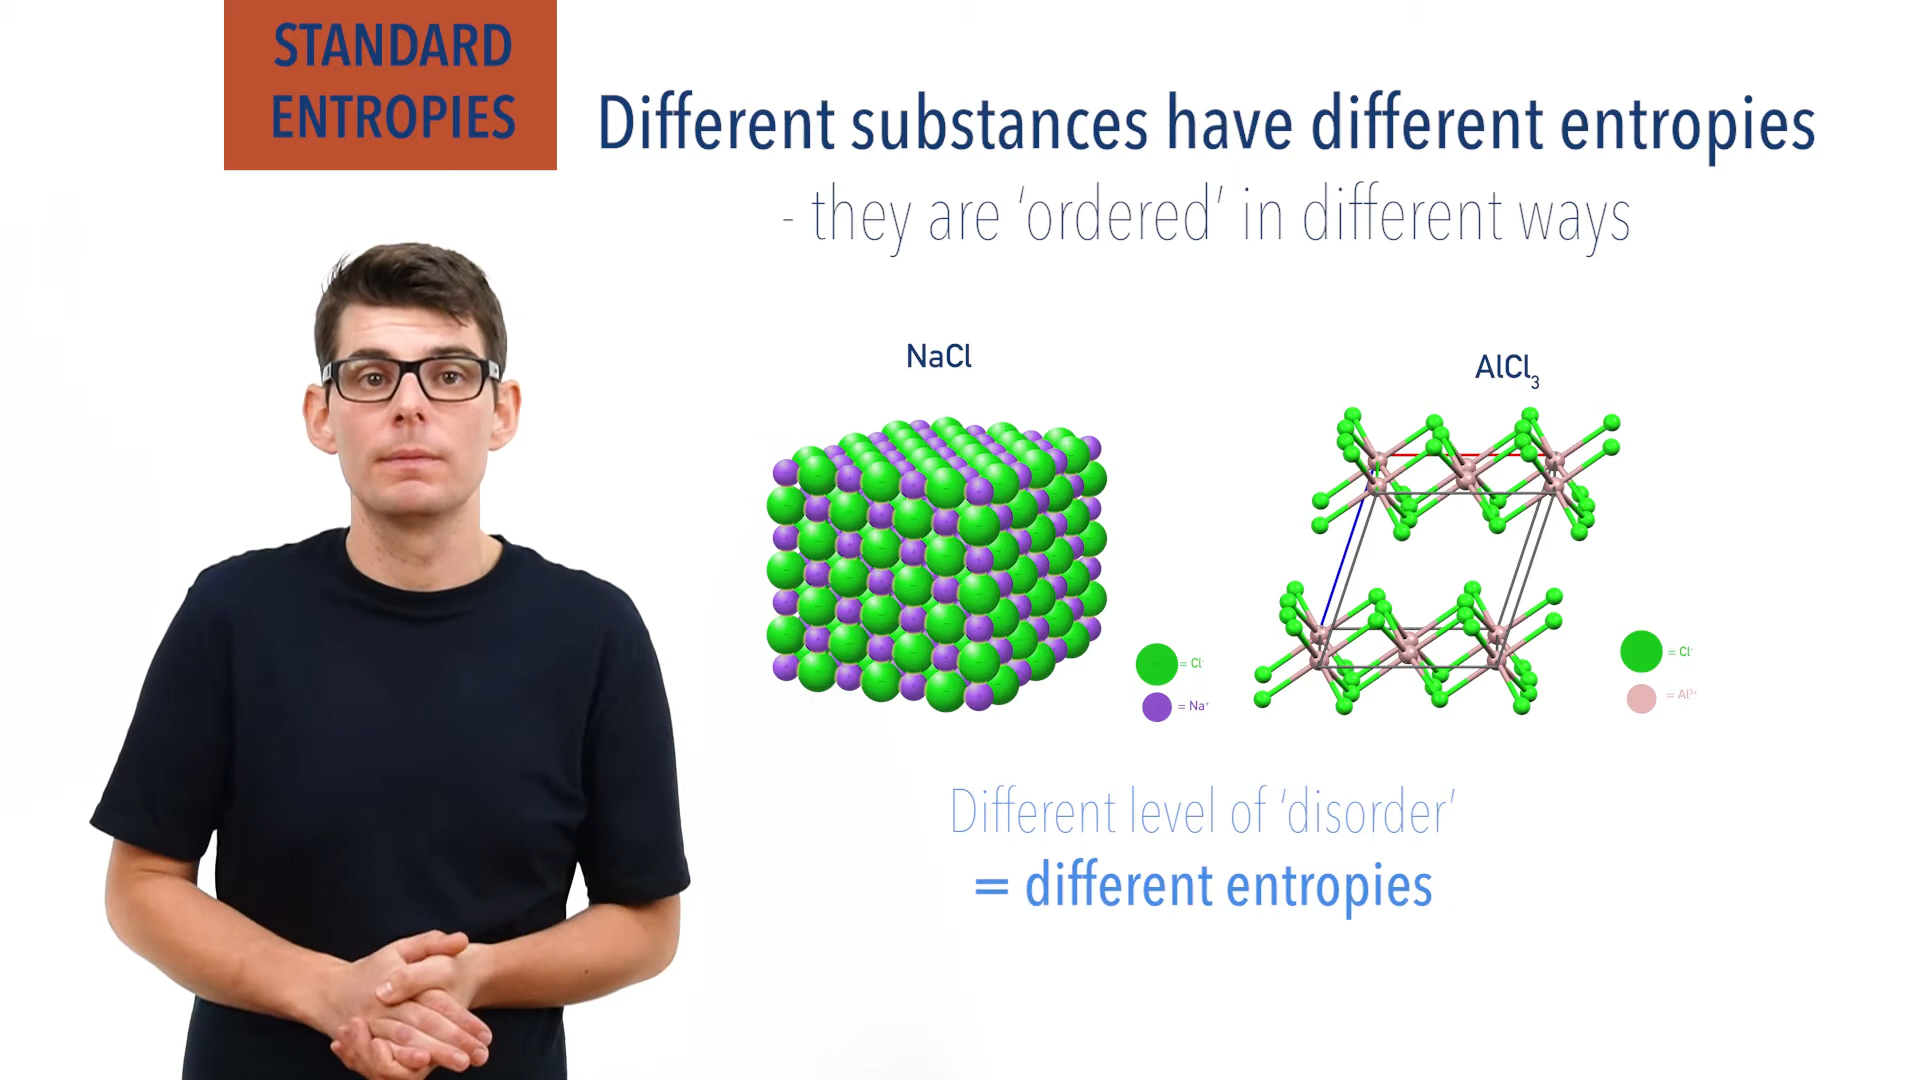 STANDARD
ENTROPIES
Different substances have different entropies
- they are ‘ordered’ in different ways
NaCl
AlCl₃
= Cl⁻
= Na⁺
= Cl⁻
= Al³⁺
Different level of ‘disorder’
= different entropies